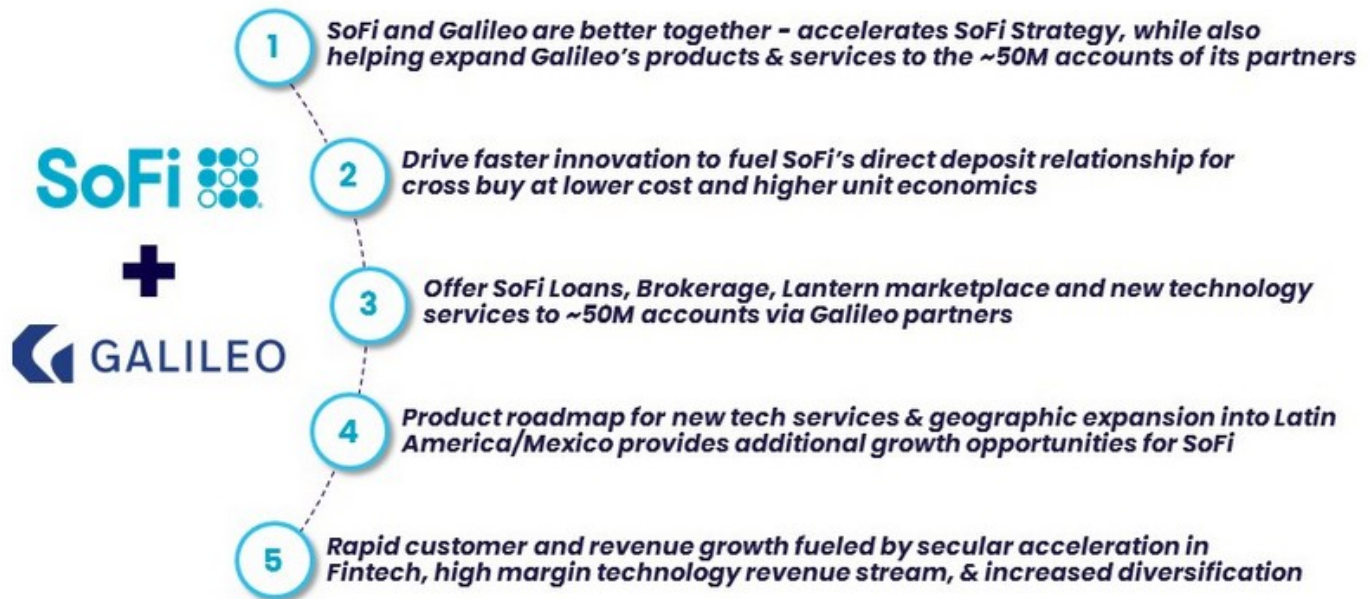 1
SoFi and Galileo are better together - accelerates SoFi Strategy, while also
helping expand Galileo's products & services to the ~50M accounts of its partners
2
Drive faster innovation to fuel SoFi's direct deposit relationship for
cross buy at lower cost and higher unit economics
SoFi
+
GALILEO
3
Offer SoFi Loans, Brokerage, Lantern marketplace and new technology
services to ~50M accounts via Galileo partners
4
Product roadmap for new tech services & geographic expansion into Latin
America/Mexico provides additional growth opportunities for SoFi
5
Rapid customer and revenue growth fueled by secular acceleration in
Fintech, high margin technology revenue stream, & increased diversification